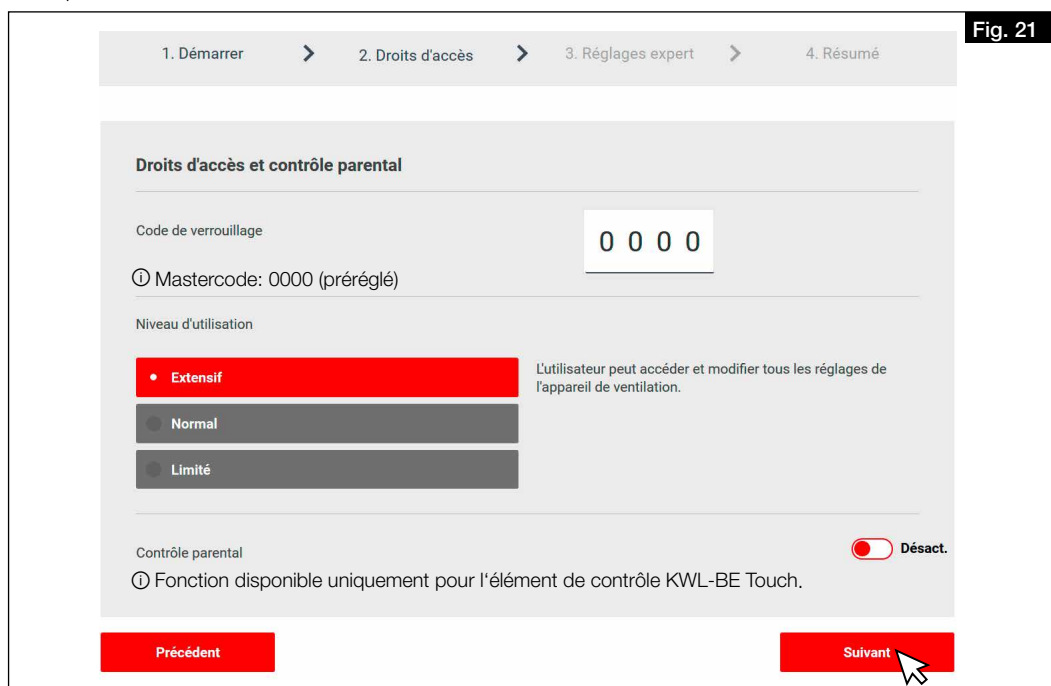 Fig. 21
1. Démarrer > 2. Droits d'accès > 3. Réglages expert > 4. Résumé
Droits d'accès et contrôle parental
Code de verrouillage
0 0 0 0
ⓘ Mastercode: 0000 (préréglé)
Niveau d'utilisation
Extensif
L'utilisateur peut accéder et modifier tous les réglages de
l'appareil de ventilation.
Normal
Limité
Contrôle parental
Désact.
ⓘ Fonction disponible uniquement pour l‘élément de contrôle KWL-BE Touch.
Précédent
Suivant